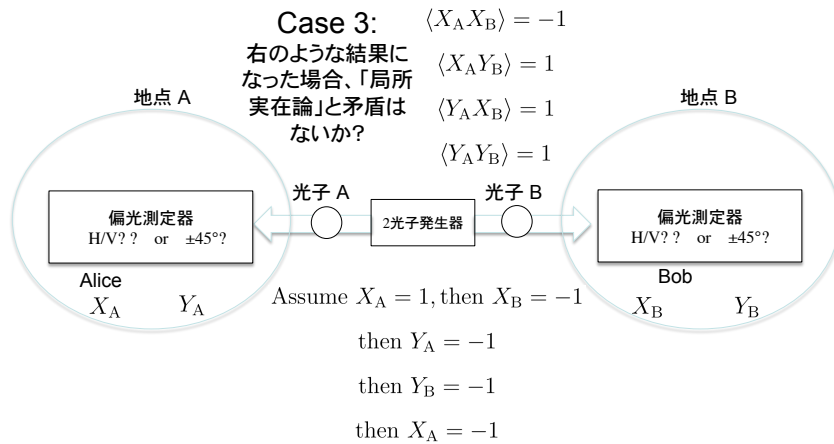 Case 3:
右のような結果に
なった場合、「局所
実在論」と矛盾は
ないか?
⟨X_A X_B⟩ = −1
⟨X_A Y_B⟩ = 1
⟨Y_A X_B⟩ = 1
⟨Y_A Y_B⟩ = 1
地点 A
地点 B
光子 A
光子 B
偏光測定器
H/V? ? or ±45°?
2光子発生器
偏光測定器
H/V? ? or ±45°?
Alice
X_A Y_A
Bob
X_B Y_B
Assume X_A = 1, then X_B = −1
then Y_A = −1
then Y_B = −1
then X_A = −1